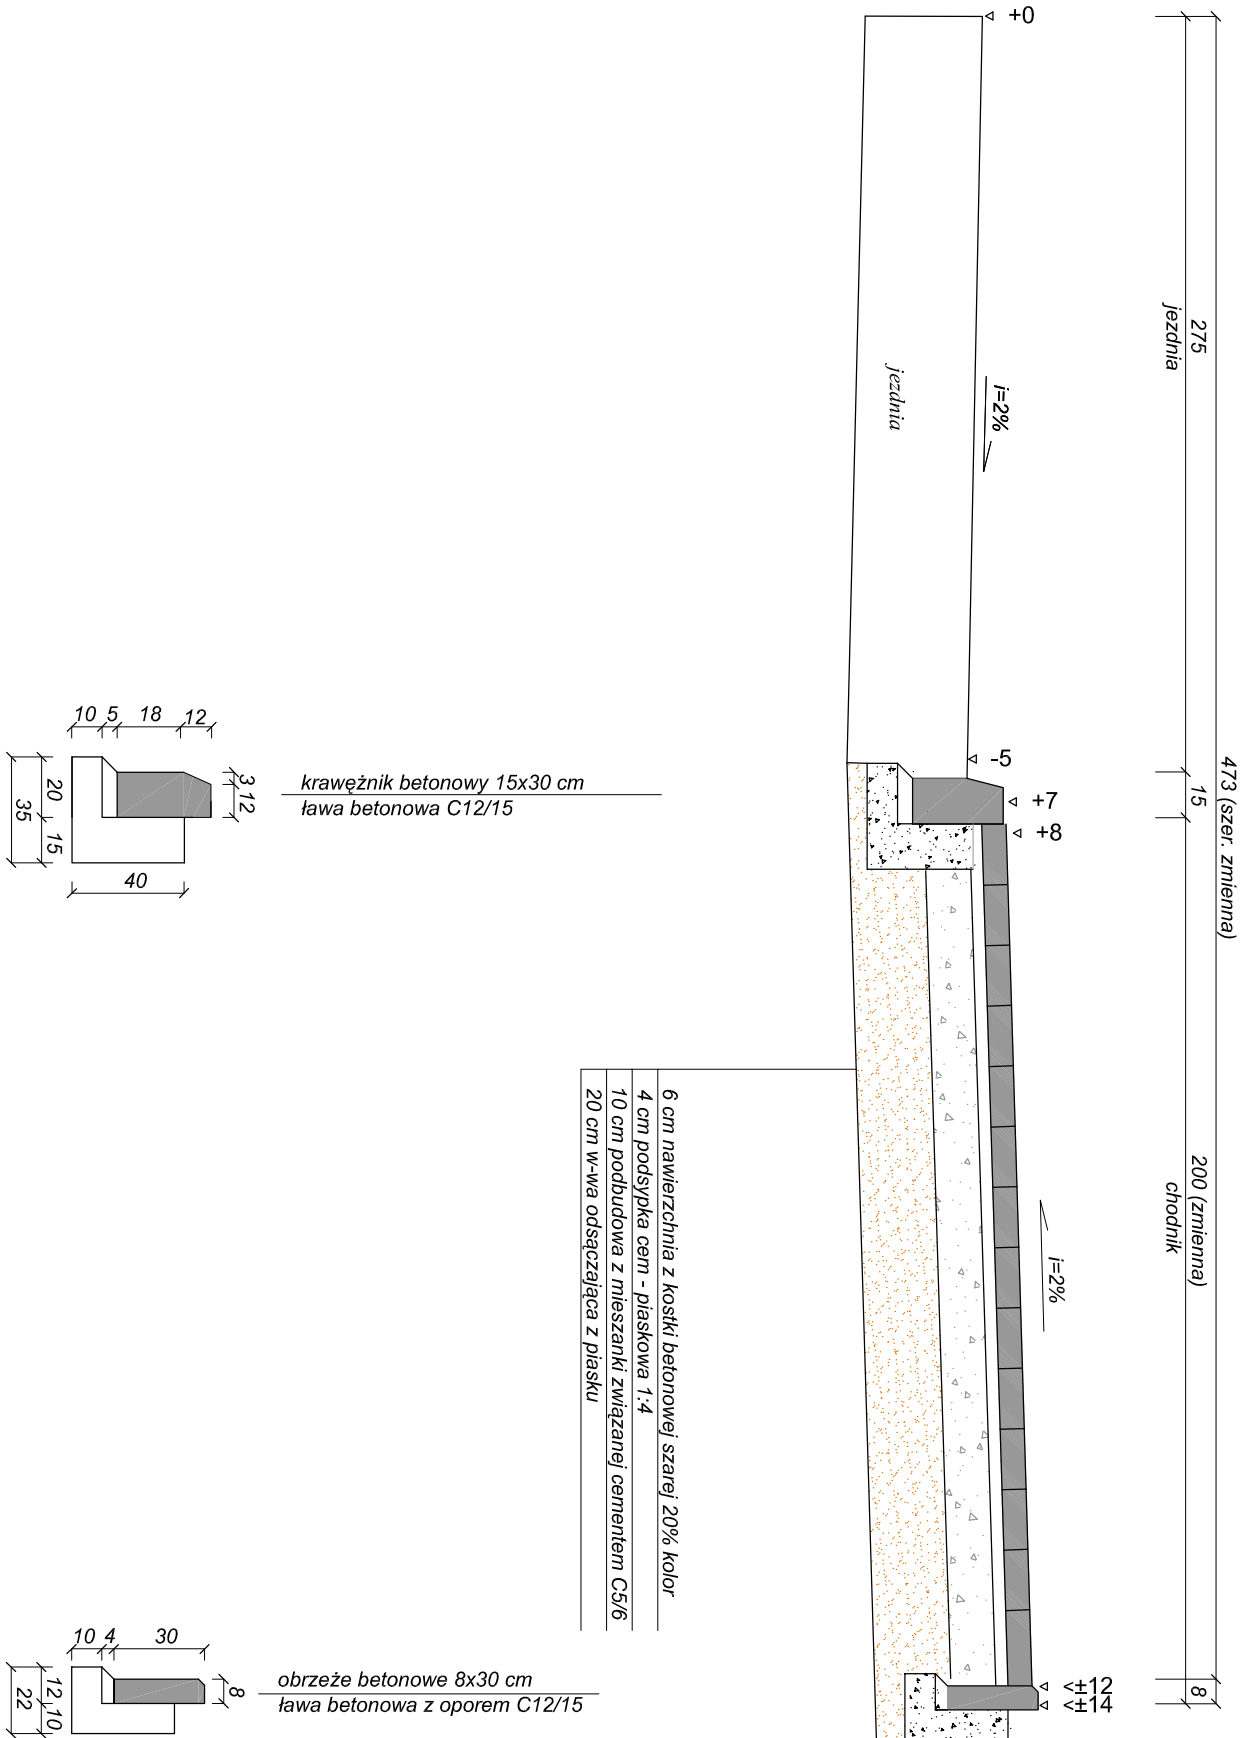 +0
275
jezdnia
473 (szer. zmienna)
jezdnia
i=2%
-5
15
+7
+8
10 5 18 12
3 12
20 15
35
40
krawężnik betonowy 15x30 cm
ława betonowa C12/15
200 (zmienna)
chodnik
i=2%
6 cm nawierzchnia z kostki betonowej szarej 20% kolor
4 cm podsypka cem - piaskowa 1:4
10 cm podbudowa z mieszanki związanej cementem C5/6
20 cm w-wa odsączająca z piasku
10 4 30
8
12 10
22
obrzeże betonowe 8x30 cm
ława betonowa z oporem C12/15
<±12
<±14
8